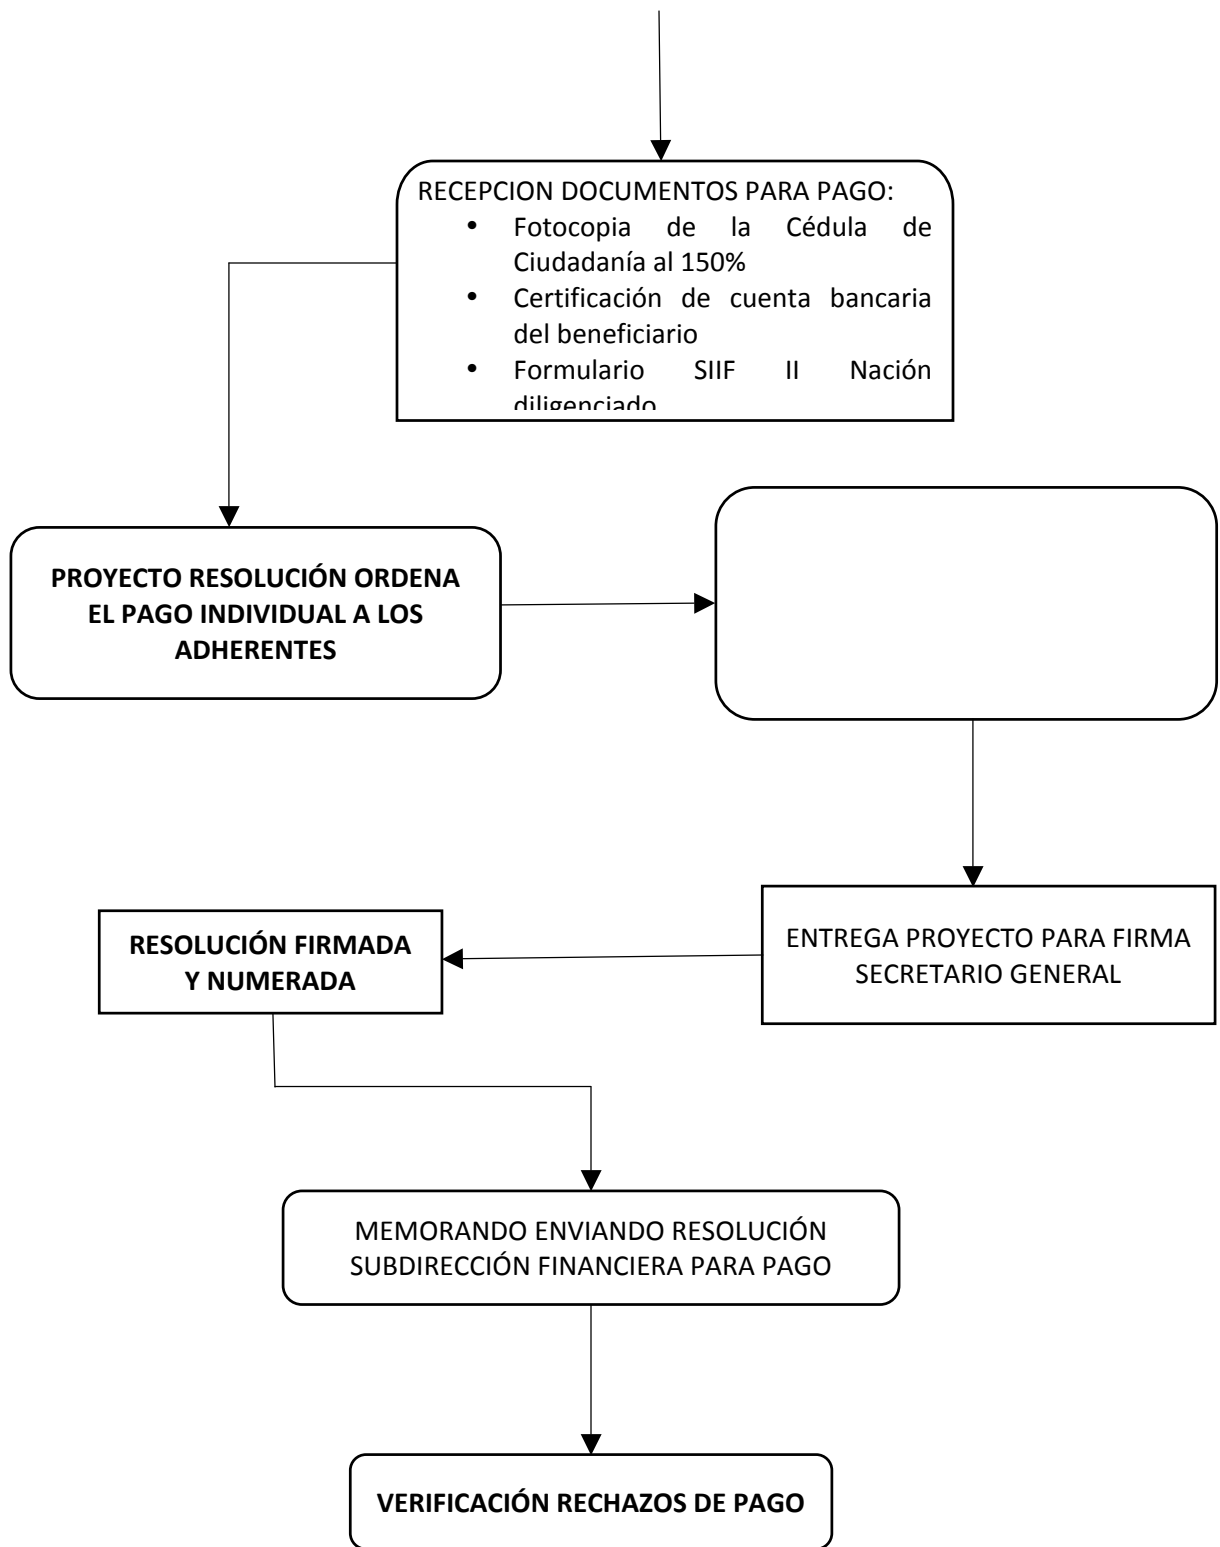 RECEPCION DOCUMENTOS PARA PAGO:
• Fotocopia de la Cédula de
Ciudadanía al 150%
• Certificación de cuenta bancaria
del beneficiario
• Formulario SIIF II Nación
diligenciado
PROYECTO RESOLUCIÓN ORDENA
EL PAGO INDIVIDUAL A LOS
ADHERENTES
ENTREGA PROYECTO PARA FIRMA
SECRETARIO GENERAL
RESOLUCIÓN FIRMADA
Y NUMERADA
MEMORANDO ENVIANDO RESOLUCIÓN
SUBDIRECCIÓN FINANCIERA PARA PAGO
VERIFICACIÓN RECHAZOS DE PAGO